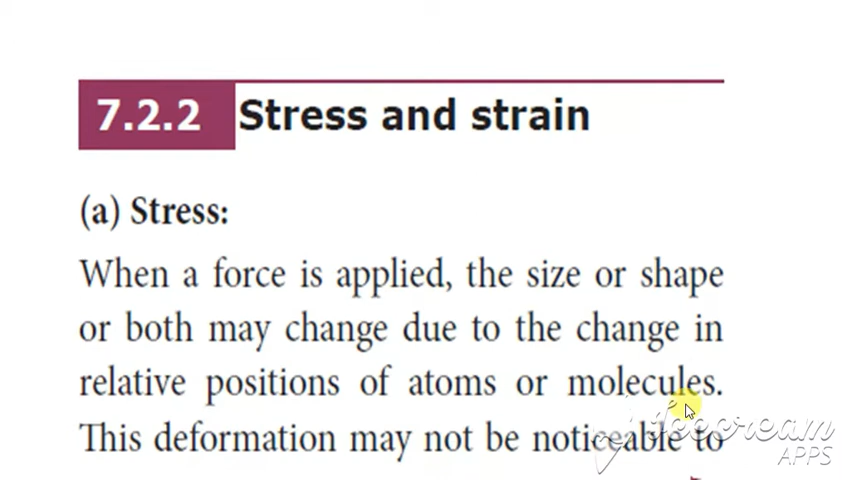 7.2.2 Stress and strain
(a) Stress:
When a force is applied, the size or shape
or both may change due to the change in
relative positions of atoms or molecules.
This deformation may not be noticeable to
Icecream
APPS